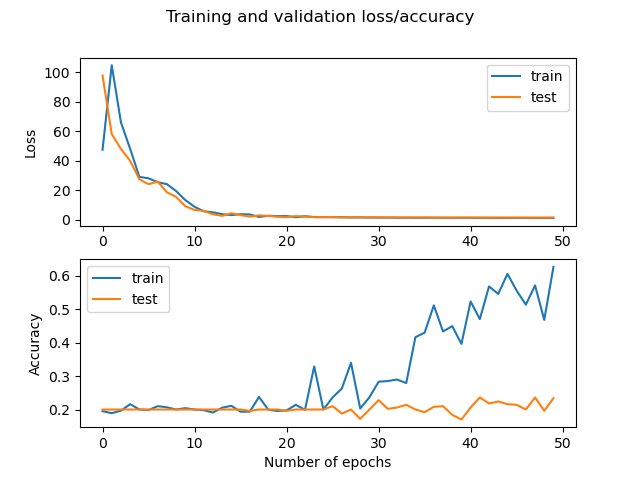 Training and validation loss/accuracy
Loss
100
80
60
40
20
0
train
test
0 10 20 30 40 50
Accuracy
0.6
0.5
0.4
0.3
0.2
train
test
0 10 20 30 40 50
Number of epochs